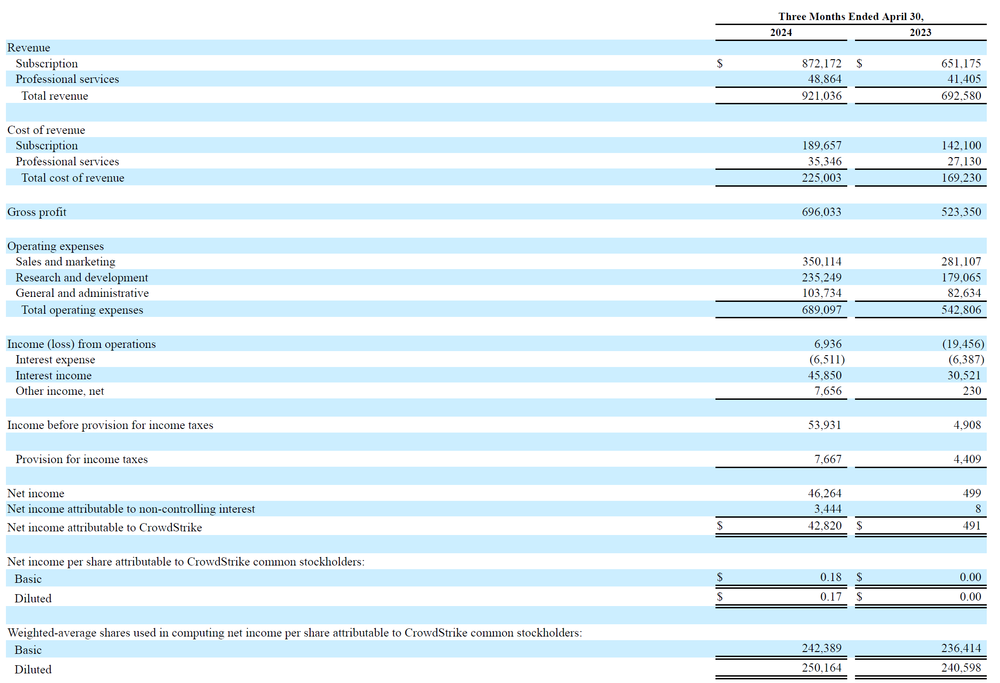 Three Months Ended April 30,
2024 2023
Revenue
Subscription $ 872,172 $ 651,175
Professional services 48,864 41,405
Total revenue 921,036 692,580
Cost of revenue
Subscription 189,657 142,100
Professional services 35,346 27,130
Total cost of revenue 225,003 169,230
Gross profit 696,033 523,350
Operating expenses
Sales and marketing 350,114 281,107
Research and development 235,249 179,065
General and administrative 103,734 82,634
Total operating expenses 689,097 542,806
Income (loss) from operations 6,936 (19,456)
Interest expense (6,511) (6,387)
Interest income 45,850 30,521
Other income, net 7,656 230
Income before provision for income taxes 53,931 4,908
Provision for income taxes 7,667 4,409
Net income 46,264 499
Net income attributable to non-controlling interest 3,444 8
Net income attributable to CrowdStrike $ 42,820 $ 491
Net income per share attributable to CrowdStrike common stockholders:
Basic $ 0.18 $ 0.00
Diluted $ 0.17 $ 0.00
Weighted-average shares used in computing net income per share attributable to CrowdStrike common stockholders:
Basic 242,389 236,414
Diluted 250,164 240,598